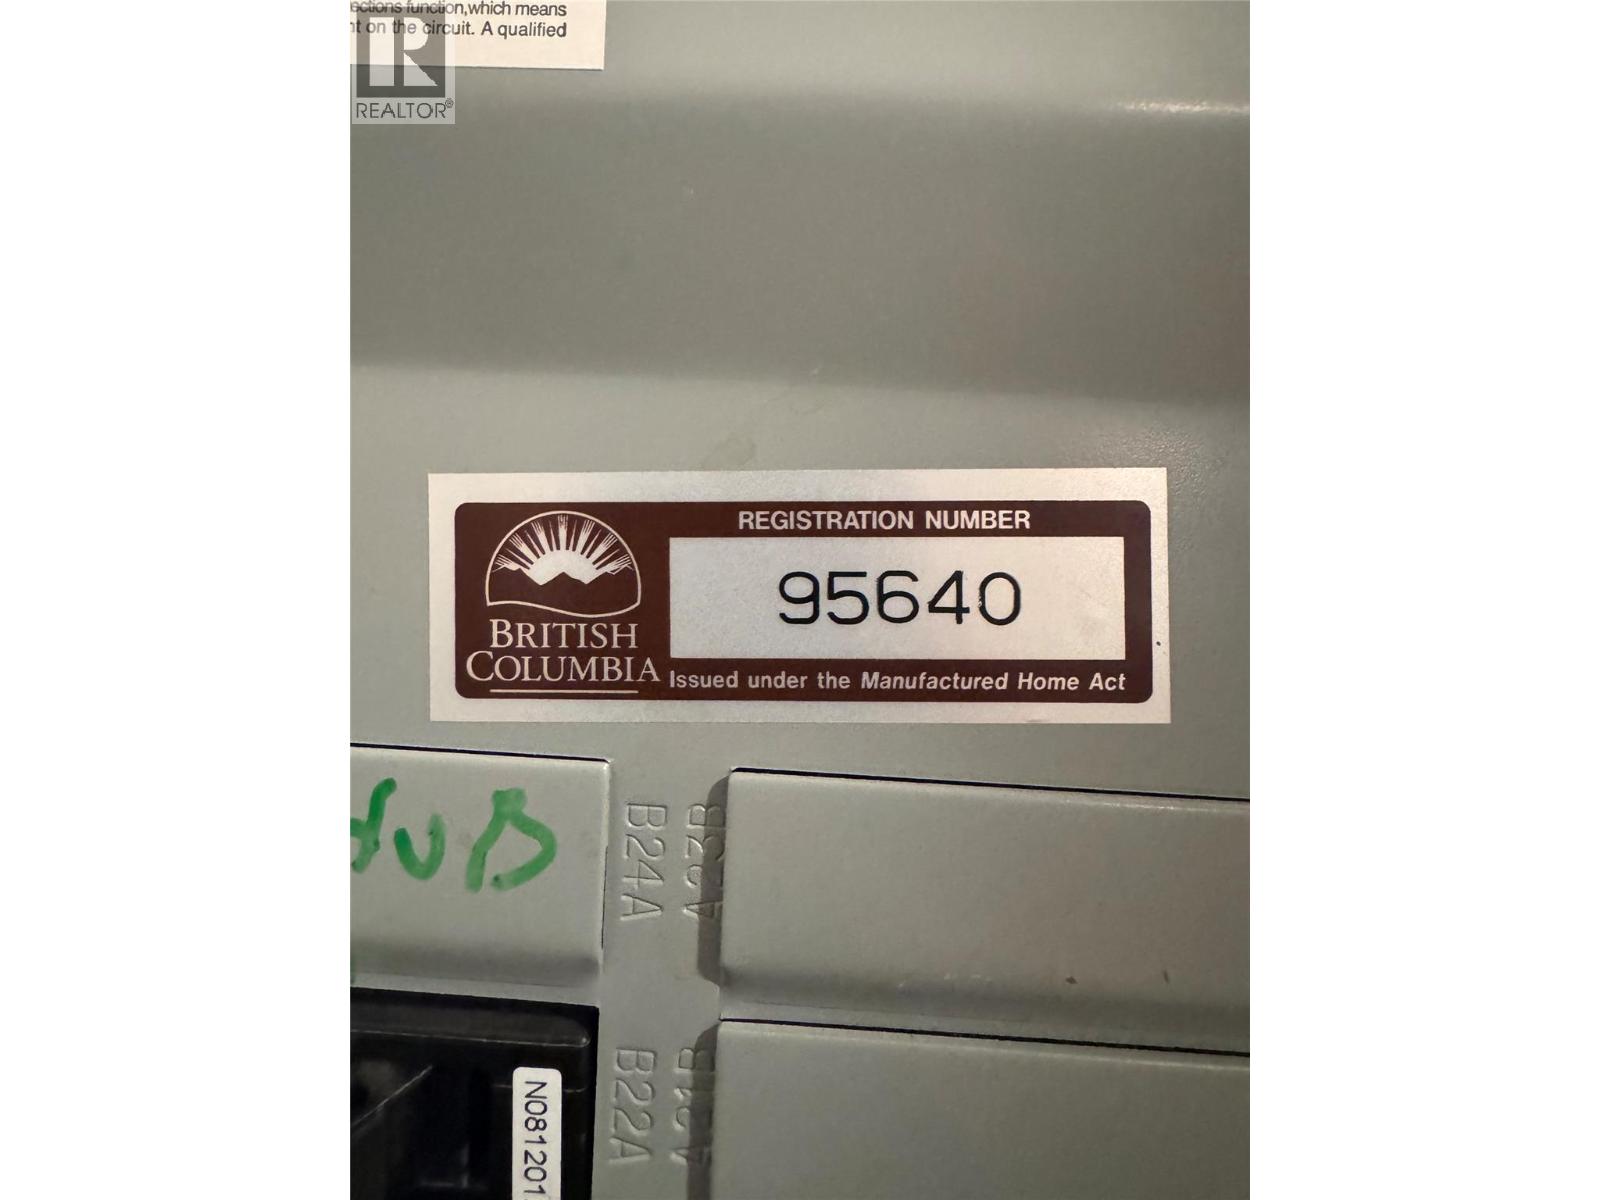 ections function, which means
nt on the circuit. A qualified
R
REALTOR®
REGISTRATION NUMBER
95640
BRITISH
COLUMBIA
Issued under the Manufactured Home Act
B24A
B22A
N081201